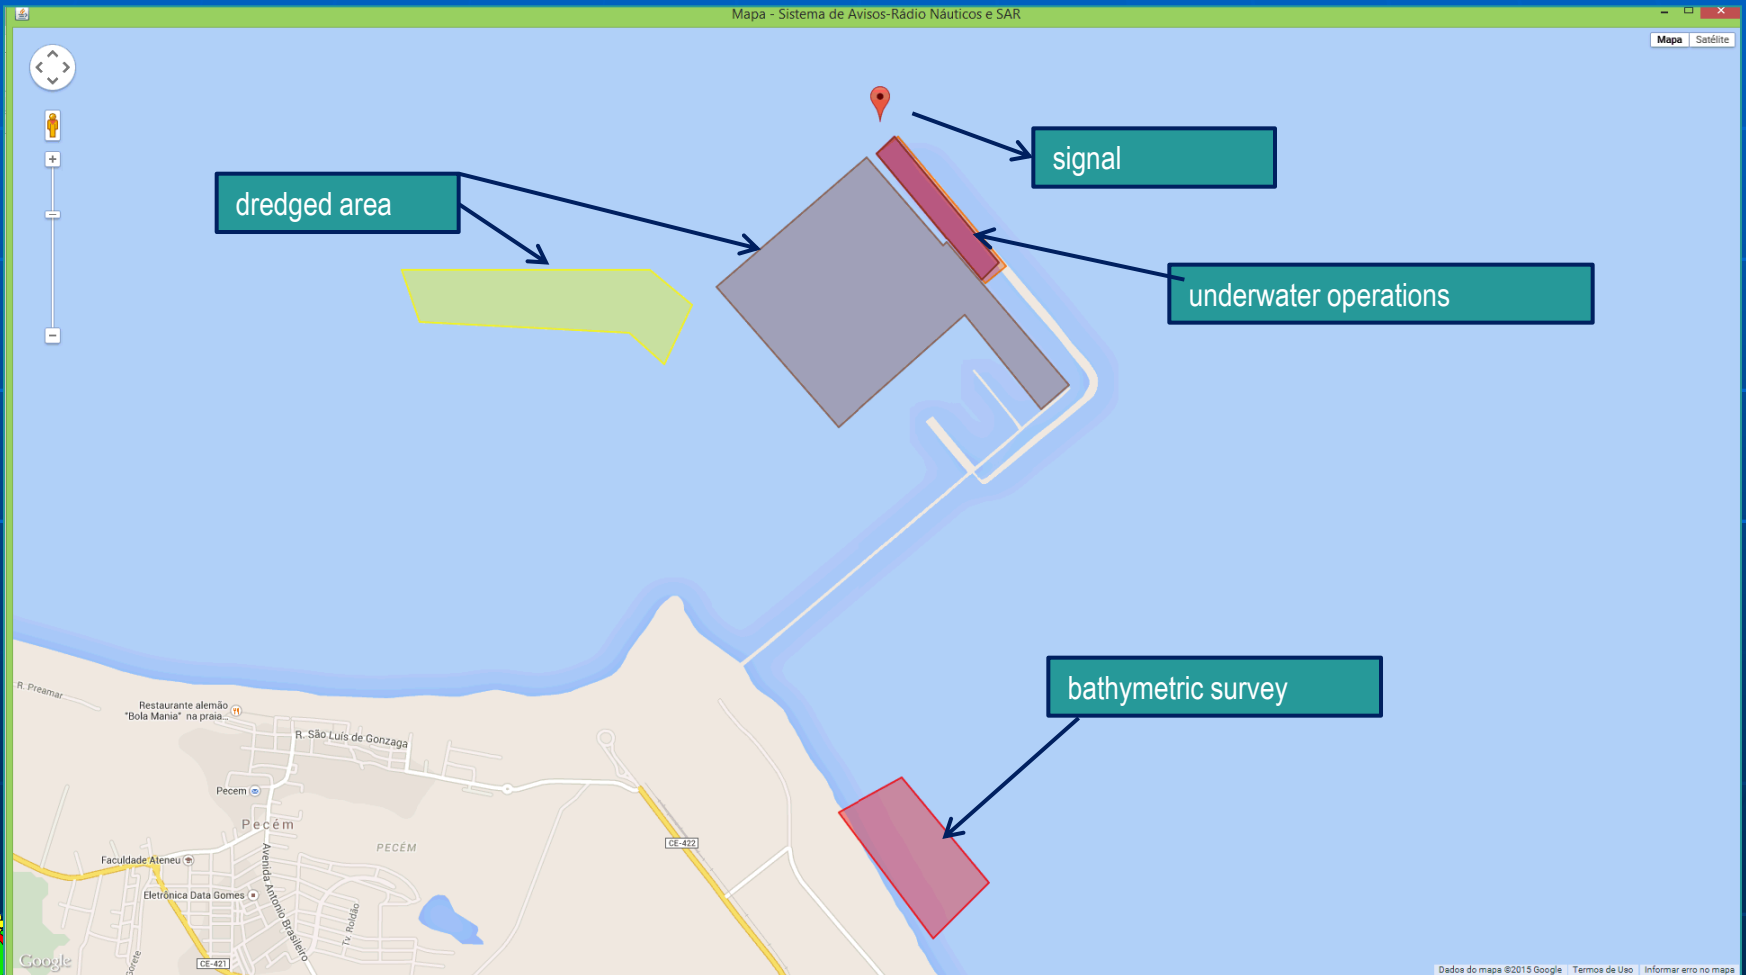 Mapa - Sistema de Avisos-Rádio Náuticos e SAR
Mapa
Satélite
signal
dredged area
underwater operations
bathymetric survey
R. Preamar
Restaurante alemão
"Bola Mania" na praia...
R. São Luís de Gonzaga
Pecem
Pecém
PECÉM
CE-422
Faculdade Ateneu
Avenida Antonio Brasileiro
Eletrônica Data Gomes
Tv. Roldão
CE-421
Google
Dados do mapa ©2015 Google
Termos de Uso
Informar erro no mapa